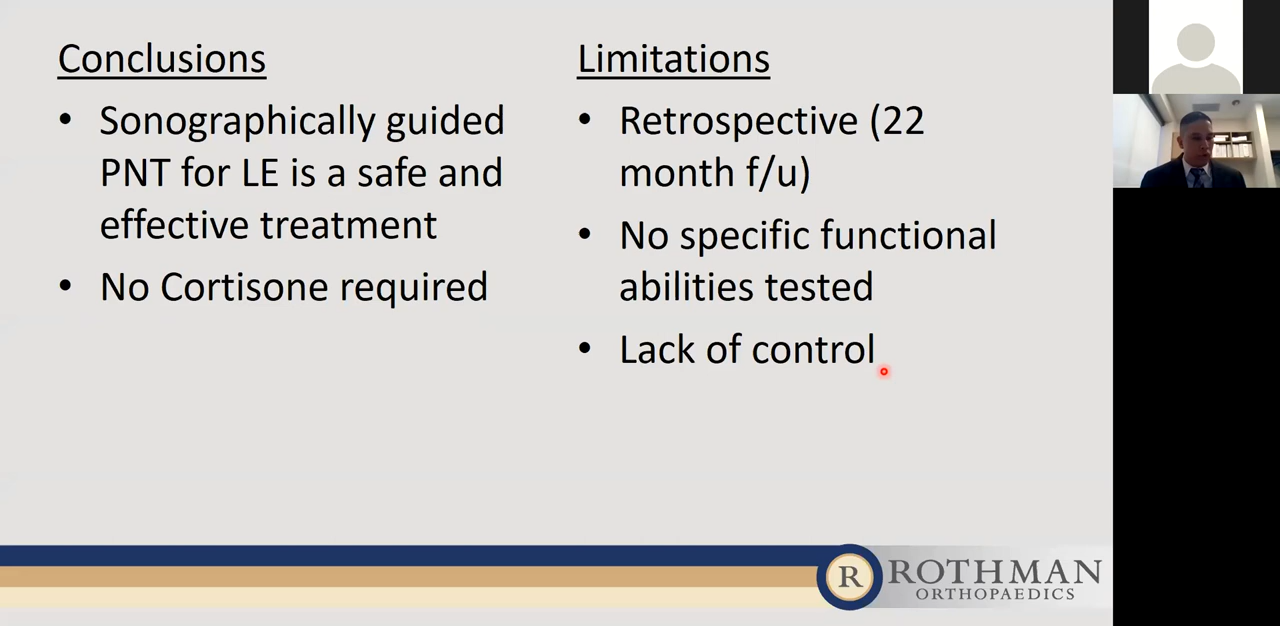 Conclusions
• Sonographically guided
PNT for LE is a safe and
effective treatment
• No Cortisone required
Limitations
• Retrospective (22
month f/u)
• No specific functional
abilities tested
• Lack of control
R
ROTHMAN
ORTHOPAEDICS